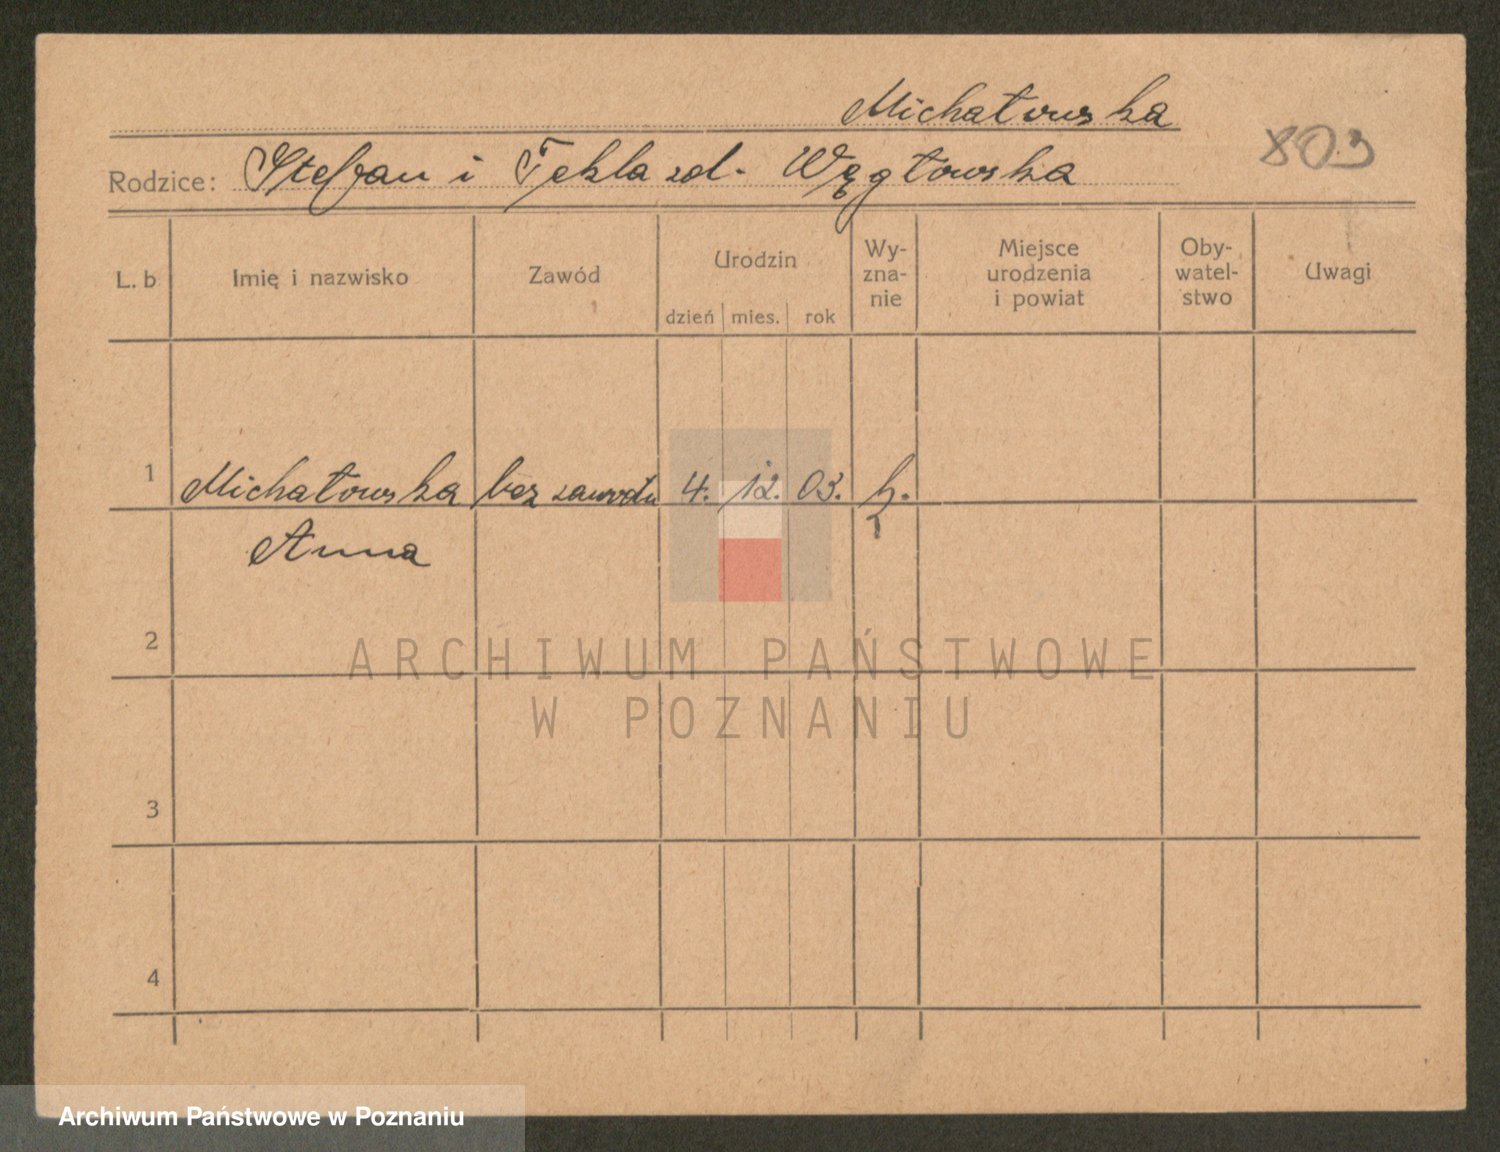 Michałowska
803
Rodzice: Stefan i Tekla zd. Węgłowska
L. b Imię i nazwisko Zawód Urodzin dzień mies. rok Wy-zna-nie Miejsce urodzenia i powiat Oby-watel-stwo Uwagi
1 Michałowska bez zawodu 4. 12. 03.
Anna
2
ARCHIWUM PAŃSTWOWE
W POZNANIU
3
4
Archiwum Państwowe w Poznaniu